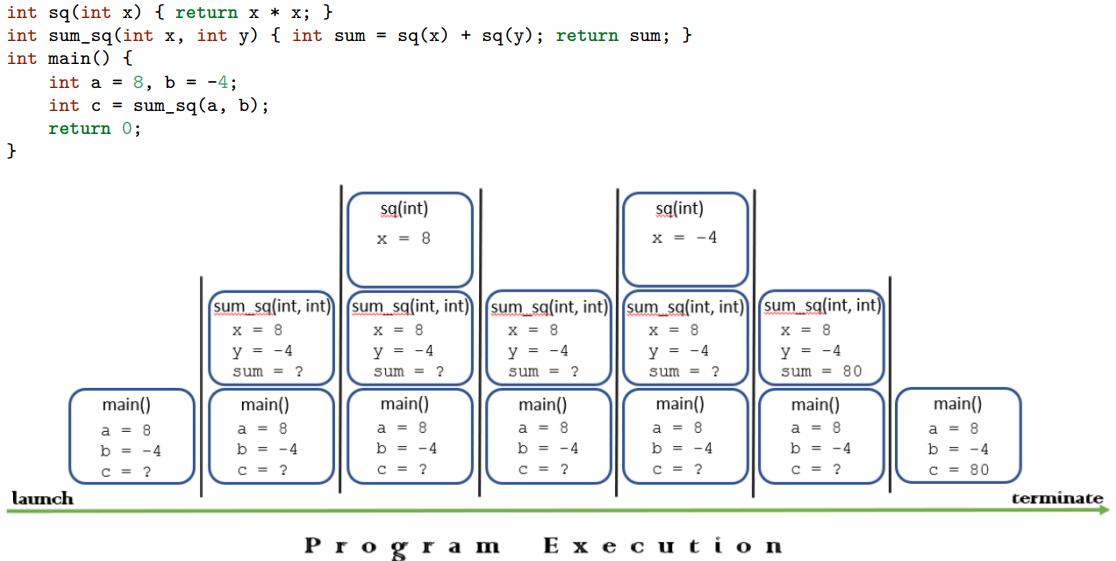 int sq(int x) { return x * x; }
int sum_sq(int x, int y) { int sum = sq(x) + sq(y); return sum; }
int main() {
    int a = 8, b = -4;
    int c = sum_sq(a, b);
    return 0;
}
sq(int) sq(int)
x = 8 x = -4
sum_sq(int, int) sum_sq(int, int) sum_sq(int, int) sum_sq(int, int) sum_sq(int, int)
x = 8 x = 8 x = 8 x = 8 x = 8
y = -4 y = -4 y = -4 y = -4 y = -4
sum = ? sum = ? sum = ? sum = ? sum = 80
main() main() main() main() main() main() main()
a = 8 a = 8 a = 8 a = 8 a = 8 a = 8 a = 8
b = -4 b = -4 b = -4 b = -4 b = -4 b = -4 b = -4
c = ? c = ? c = ? c = ? c = ? c = ? c = 80
launch terminate
Program Execution